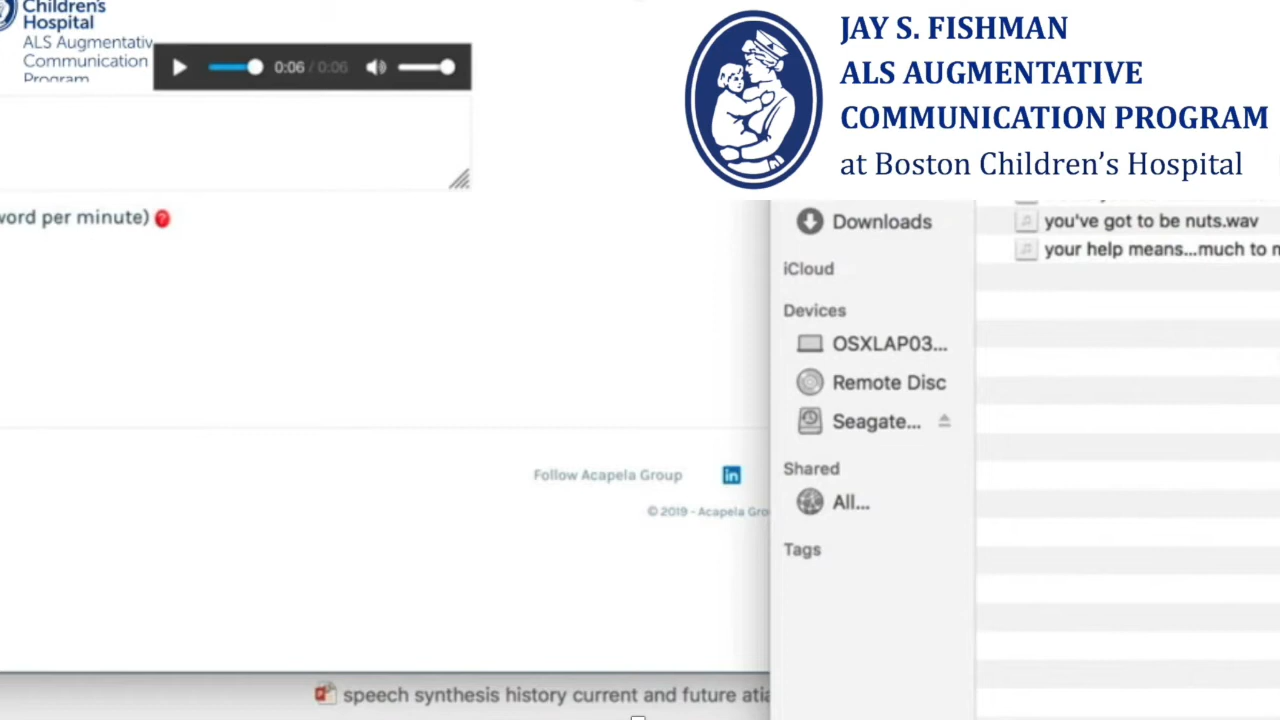 Children's
Hospital
ALS Augmentativ
Communication
Program
0:06 / 0:06
word per minute) ?
Follow Acapela Group
in
© 2019 - Acapela Gro
speech synthesis history current and future atia
JAY S. FISHMAN
ALS AUGMENTATIVE
COMMUNICATION PROGRAM
at Boston Children's Hospital
Downloads
iCloud
Devices
OSXLAP03...
Remote Disc
Seagate...
Shared
All...
Tags
you've got to be nuts.wav
your help means...much to m